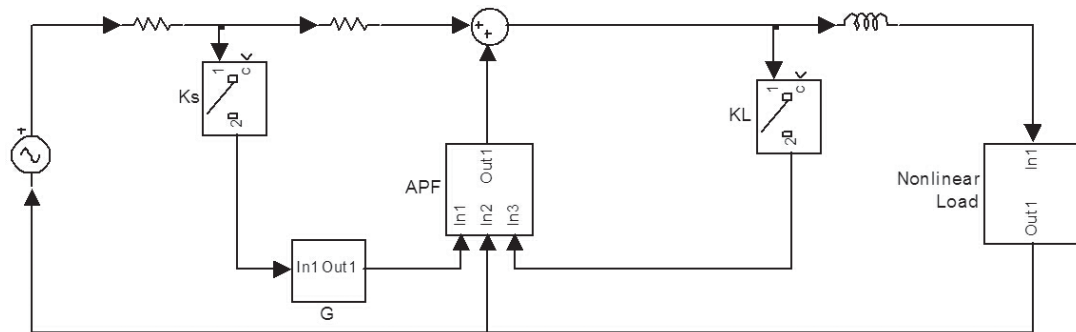 +
+
+
1
c
Ks
2
1
c
KL
2
Out1
APF
In1
In2
In3
In1
Nonlinear
Load
Out1
In1 Out1
G